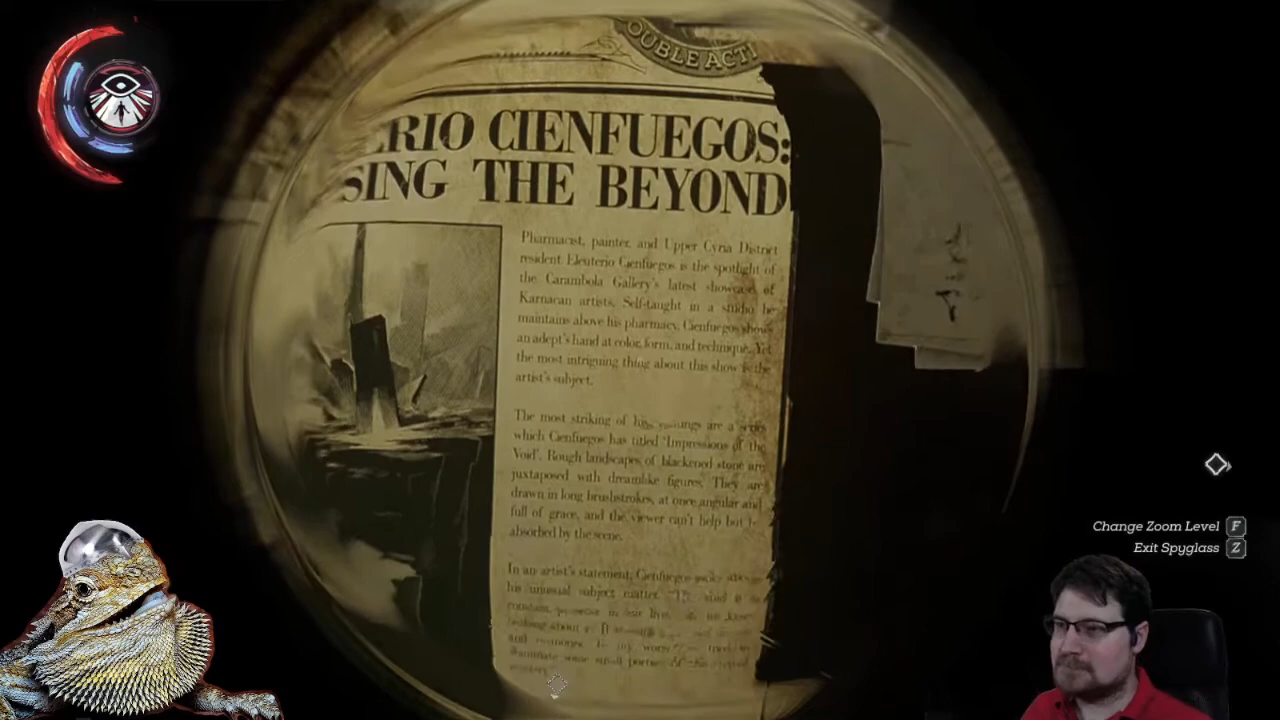 OUBLE ACTI
ERIO CIENFUEGOS:
SING THE BEYOND
Pharmacist, painter, and Upper Cyria District
resident Eleuterio Cienfuegos is the spotlight of
the Carambola Gallery's latest showcase of
Karnacan artists. Self-taught in a studio he
maintains above his pharmacy, Cienfuegos shows
an adept's hand at color, form, and technique. Yet
the most intriguing thing about this show is the
artist's subject.
The most striking of his are a series
which Cienfuegos has titled "Impressions of the
Void". Rough landscapes of blackened stone are
juxtaposed with dreamlike figures. They are
drawn in long brushstrokes, at once angular and
full of grace, and the viewer can't help but be
absorbed by the scene.
In an artist's statement, Cienfuegos
his unusual subject matter.
Change Zoom Level F
Exit Spyglass Z